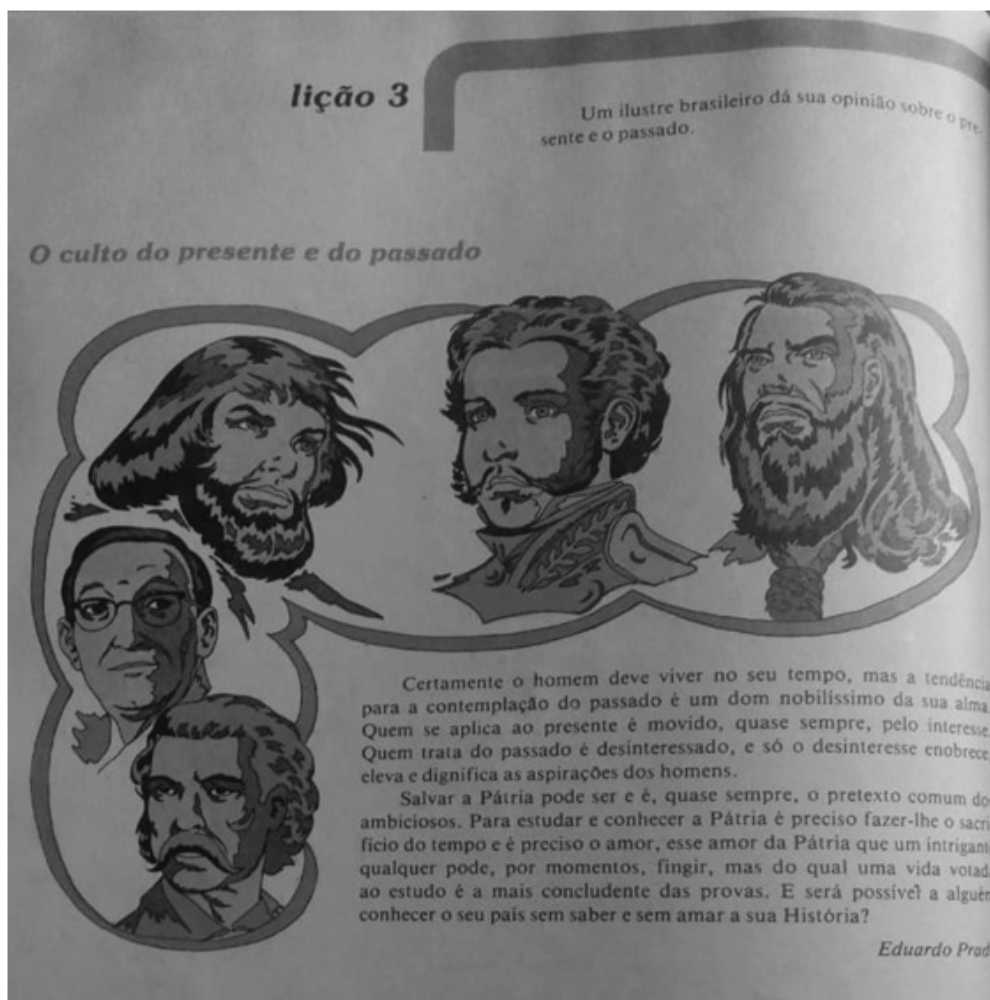 lição 3
Um ilustre brasileiro dá sua opinião sobre o pre-
sente e o passado.
O culto do presente e do passado
Certamente o homem deve viver no seu tempo, mas a tendência
para a contemplação do passado é um dom nobilíssimo da sua alma.
Quem se aplica ao presente é movido, quase sempre, pelo interesse.
Quem trata do passado é desinteressado, e só o desinteresse enobrece,
eleva e dignifica as aspirações dos homens.
Salvar a Pátria pode ser e é, quase sempre, o pretexto comum do
ambiciosos. Para estudar e conhecer a Pátria é preciso fazer-lhe o sacri
fício do tempo e é preciso o amor, esse amor da Pátria que um intrigant
qualquer pode, por momentos, fingir, mas do qual uma vida votad
ao estudo é a mais concludente das provas. E será possível a alguém
conhecer o seu país sem saber e sem amar a sua História?
Eduardo Prad